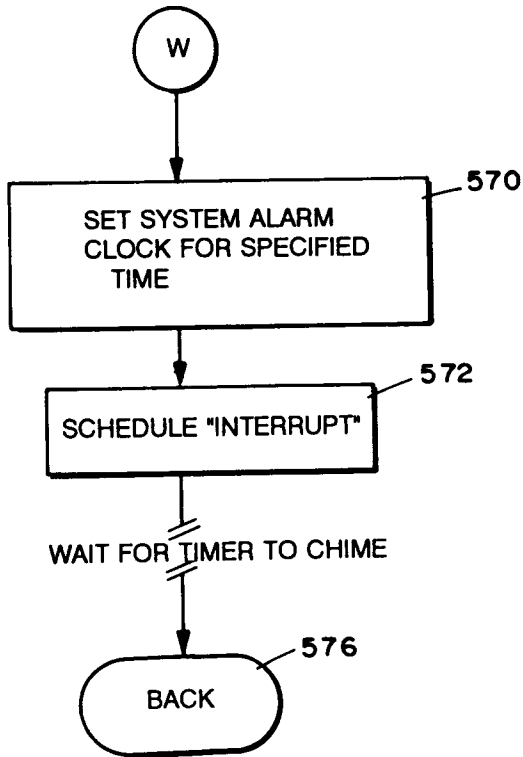 W
570
SET SYSTEM ALARM
CLOCK FOR SPECIFIED
TIME
572
SCHEDULE "INTERRUPT"
WAIT FOR TIMER TO CHIME
576
BACK